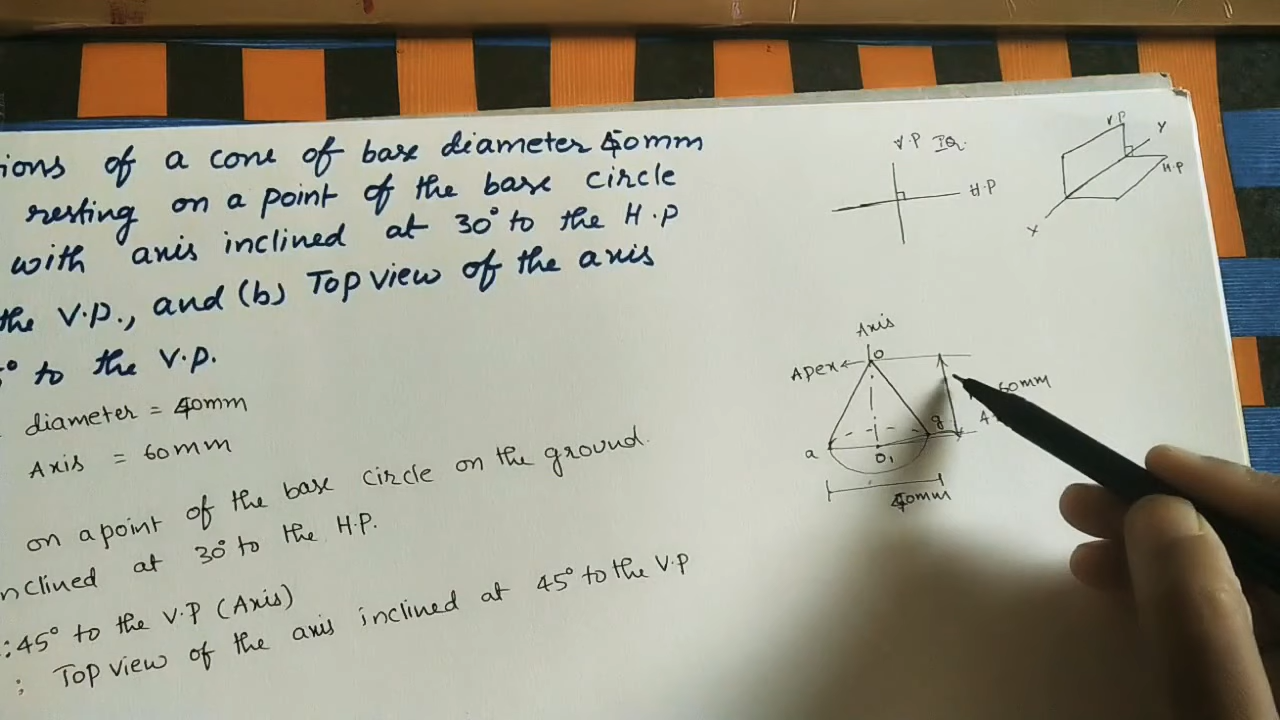 ions of a cone of base diameter 40mm
resting on a point of the base circle
with axis inclined at 30° to the H.P
the V.P., and (b) Top view of the axis
° to the V.P.
diameter = 40mm
Axis = 60mm
on a point of the base circle on the ground.
nclined at 30° to the H.P.
: 45° to the V.P (Axis)
: Top view of the axis inclined at 45° to the V.P
V.P IQ.
H.P
V.P
Y
H.P
X
Axis
Apex
O
60mm
a
O₁
g
40mm